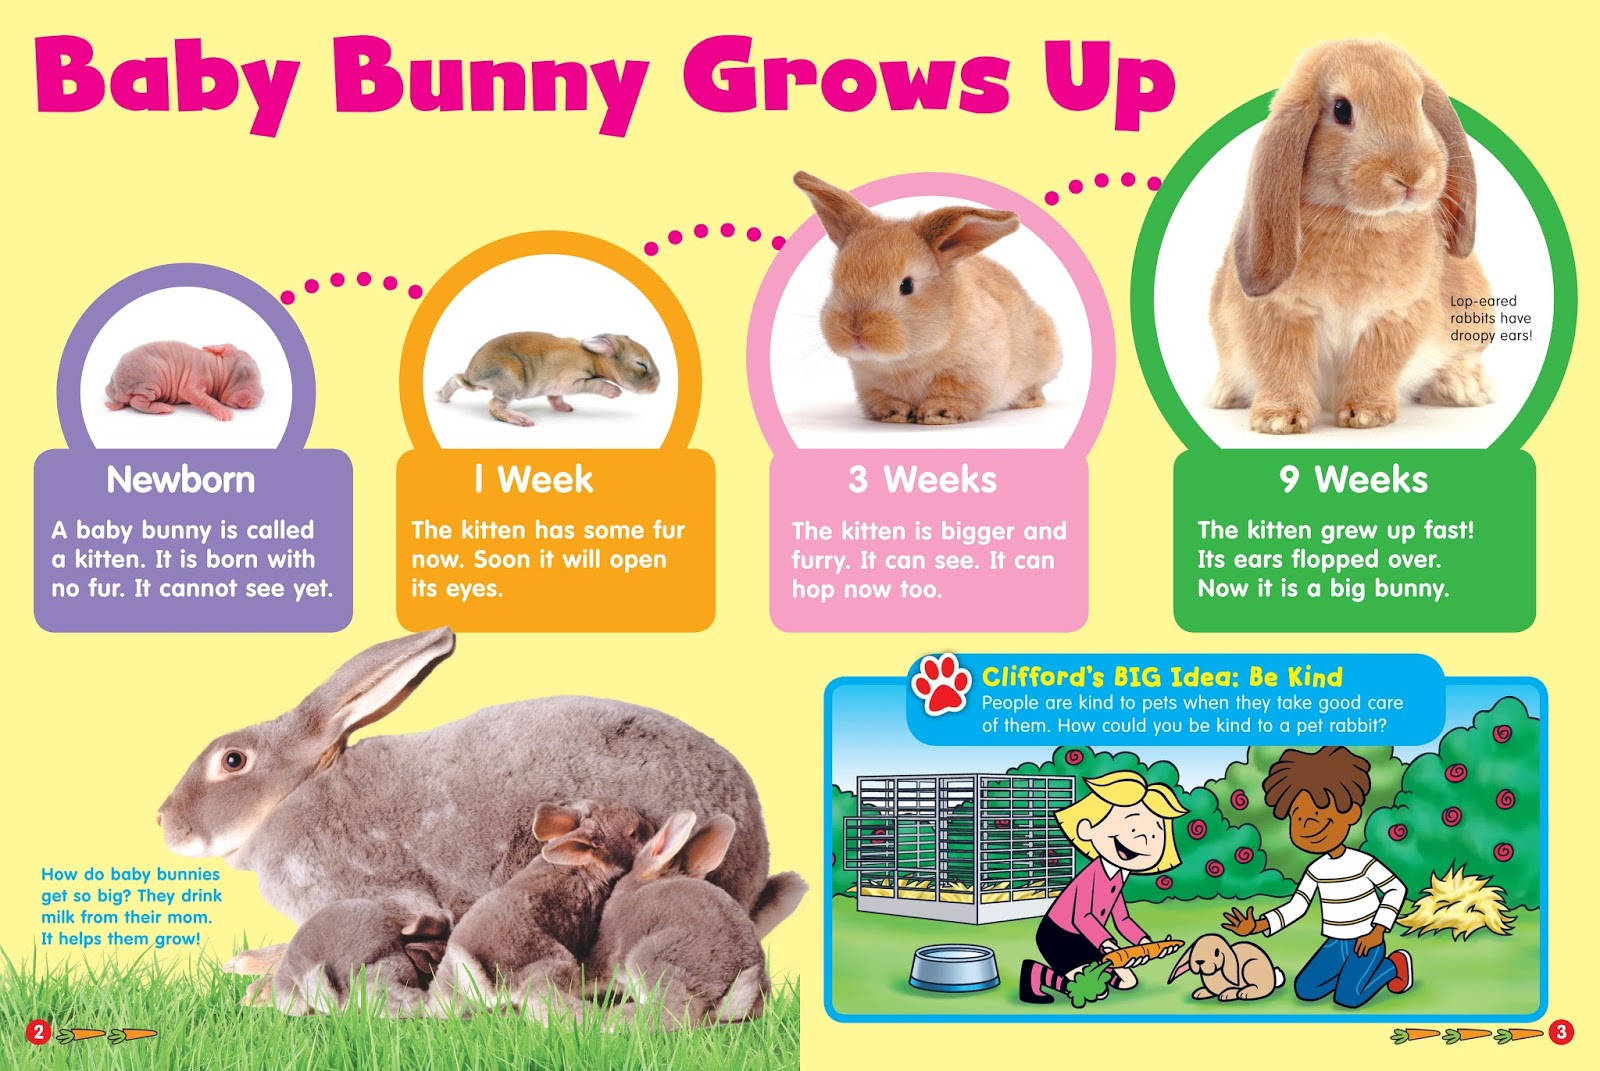 Baby Bunny Grows Up
Newborn
A baby bunny is called
a kitten. It is born with
no fur. It cannot see yet.
1 Week
The kitten has some fur
now. Soon it will open
its eyes.
3 Weeks
The kitten is bigger and
furry. It can see. It can
hop now too.
Lop-eared
rabbits have
droopy ears!
9 Weeks
The kitten grew up fast!
Its ears flopped over.
Now it is a big bunny.
How do baby bunnies
get so big? They drink
milk from their mom.
It helps them grow!
Clifford's BIG Idea: Be Kind
People are kind to pets when they take good care
of them. How could you be kind to a pet rabbit?
2
3